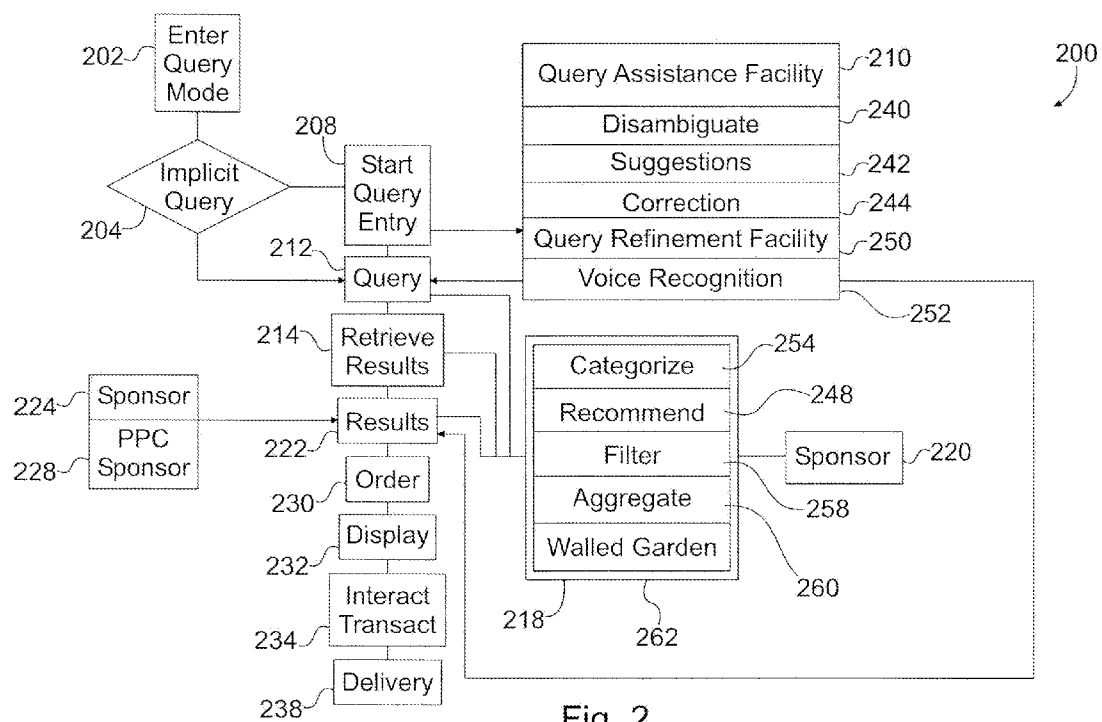 Enter
Query
Mode
202
Implicit
Query
204
208
Start
Query
Entry
Query Assistance Facility
210
200
Disambiguate
240
Suggestions
242
Correction
244
Query Refinement Facility
250
Voice Recognition
252
212
Query
214
Retrieve
Results
224
Sponsor
PPC
Sponsor
228
Results
222
Order
230
Display
232
Interact
Transact
234
Delivery
238
Categorize
254
Recommend
248
Filter
258
Aggregate
260
Walled Garden
218
262
Sponsor
220
Fig. 2